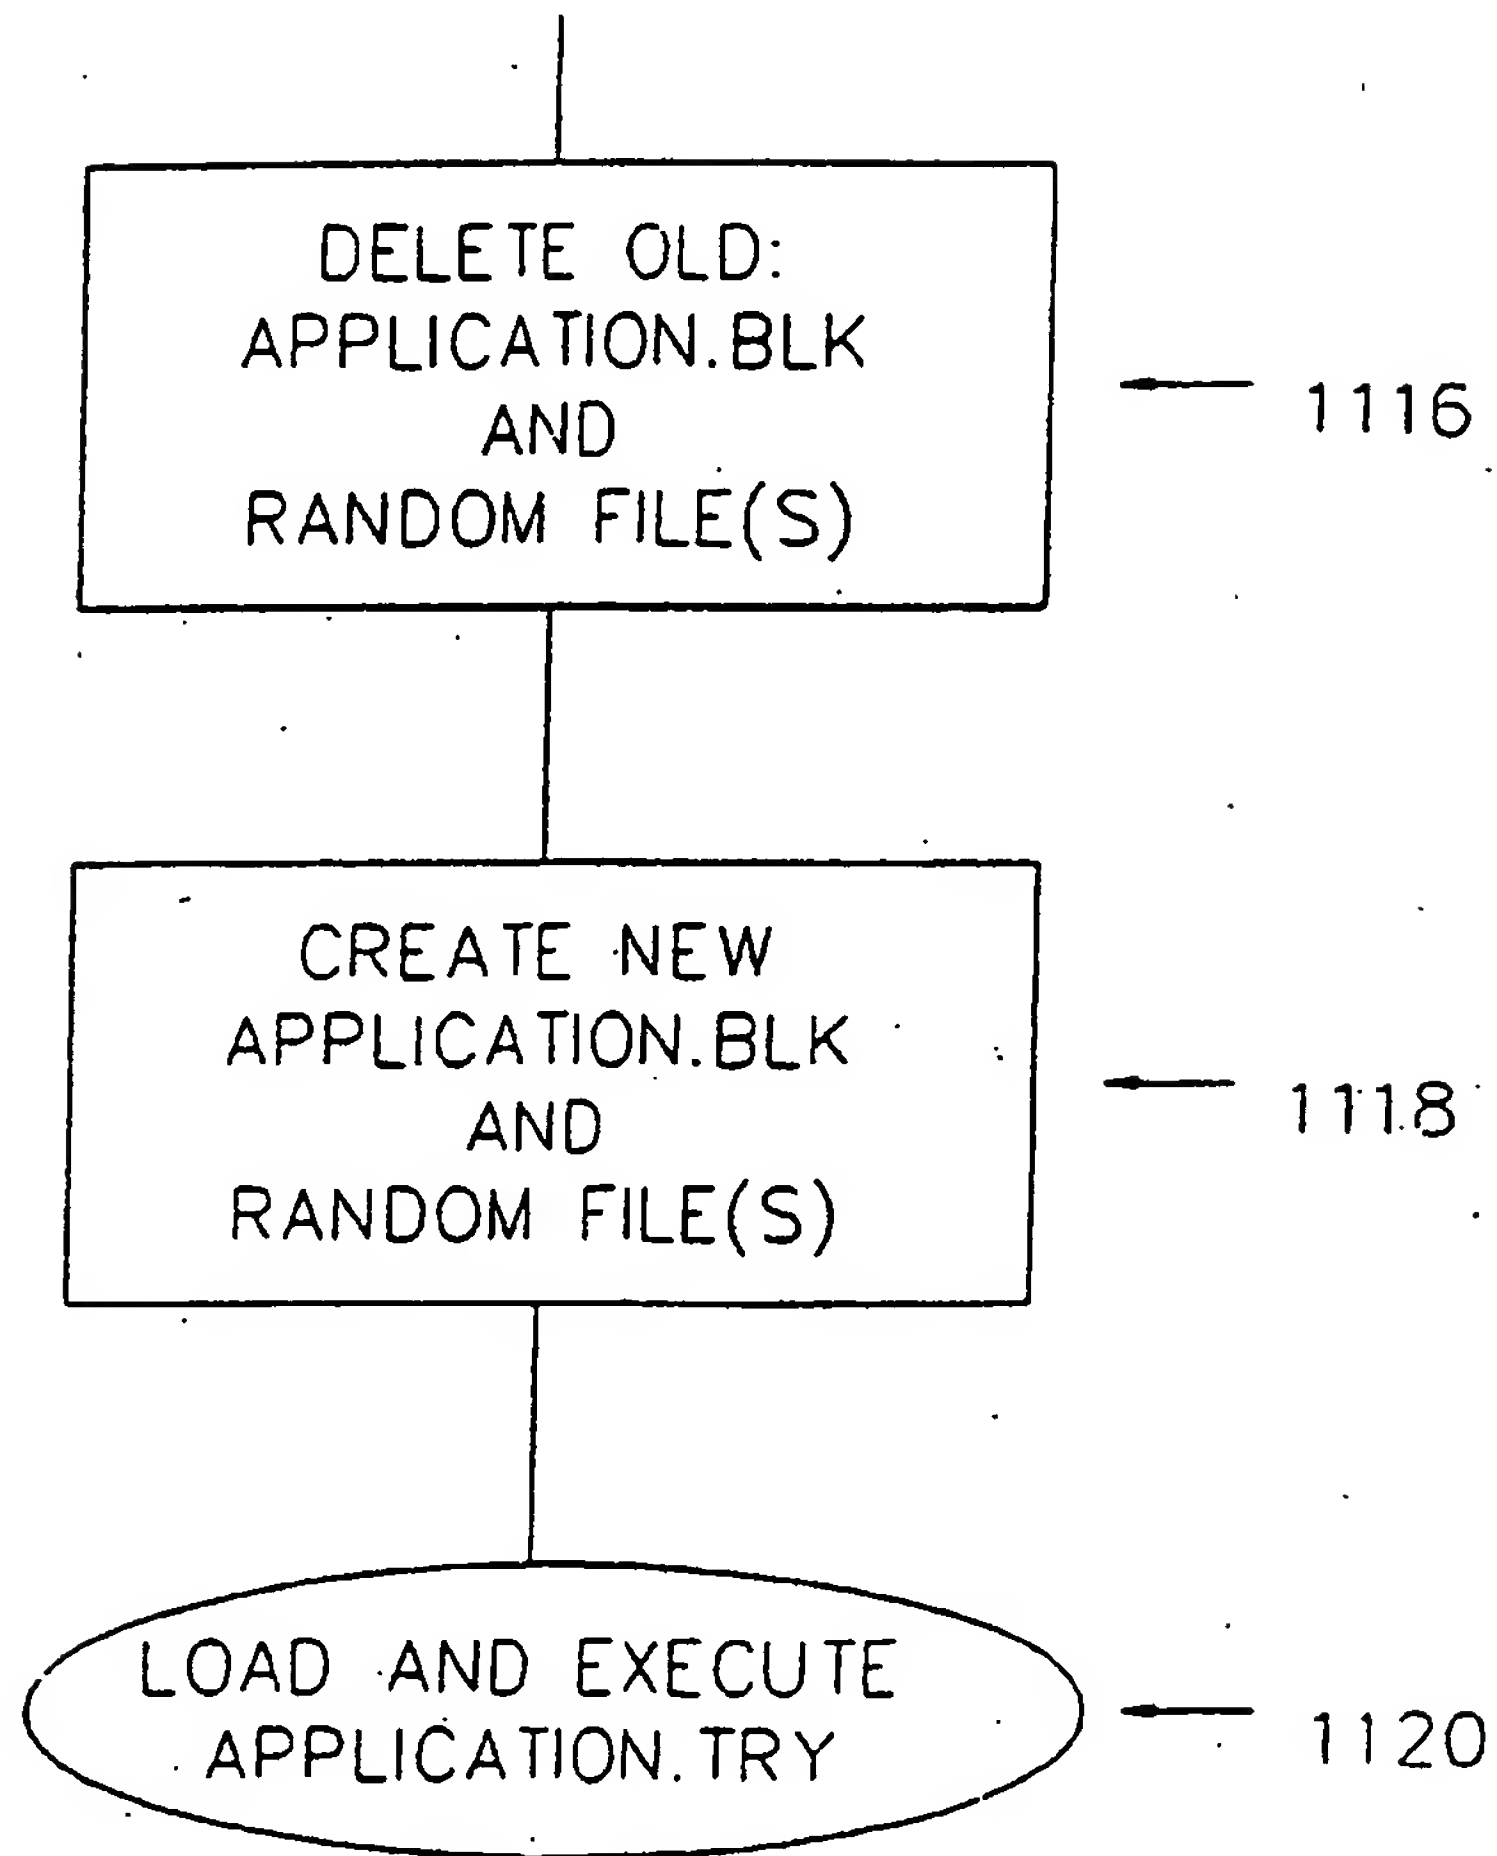 DELETE OLD:
APPLICATION.BLK
AND
RANDOM FILE(S)
1116
CREATE NEW
APPLICATION.BLK
AND
RANDOM FILE(S)
1118
LOAD AND EXECUTE
APPLICATION.TRY
1120